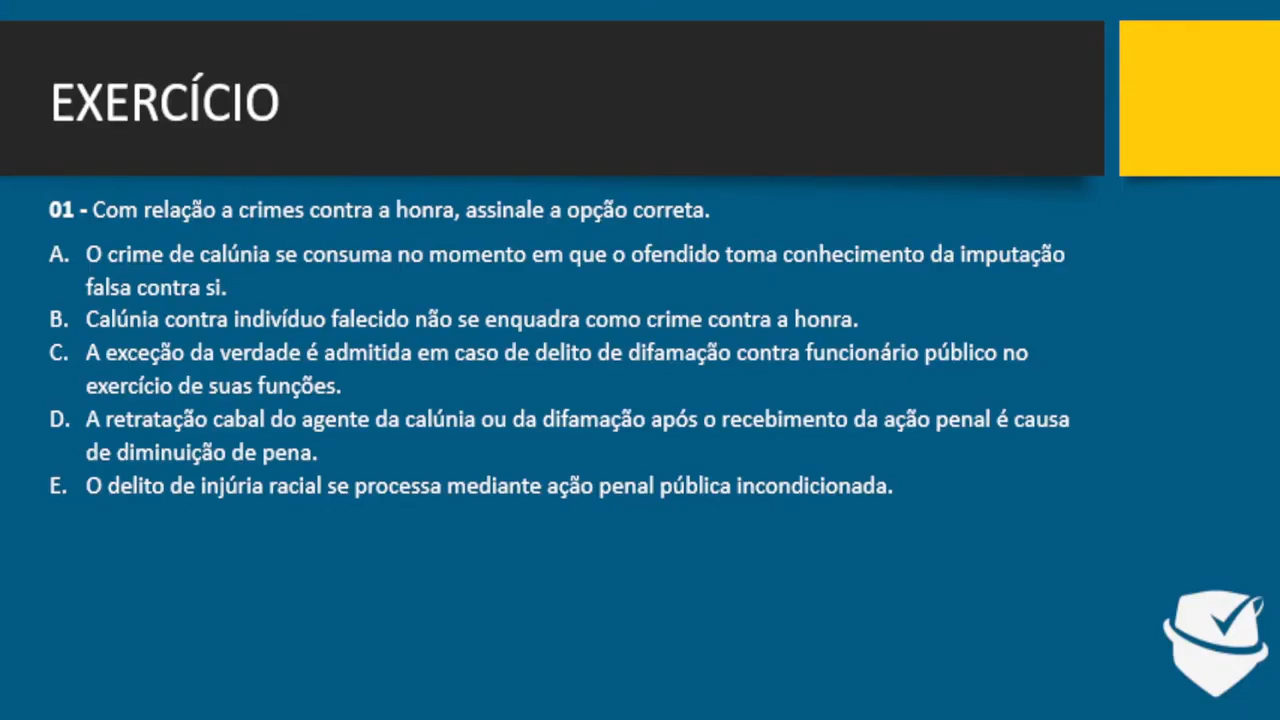 EXERCÍCIO
01 - Com relação a crimes contra a honra, assinale a opção correta.
A. O crime de calúnia se consuma no momento em que o ofendido toma conhecimento da imputação
falsa contra si.
B. Calúnia contra indivíduo falecido não se enquadra como crime contra a honra.
C. A exceção da verdade é admitida em caso de delito de difamação contra funcionário público no
exercício de suas funções.
D. A retratação cabal do agente da calúnia ou da difamação após o recebimento da ação penal é causa
de diminuição de pena.
E. O delito de injúria racial se processa mediante ação penal pública incondicionada.